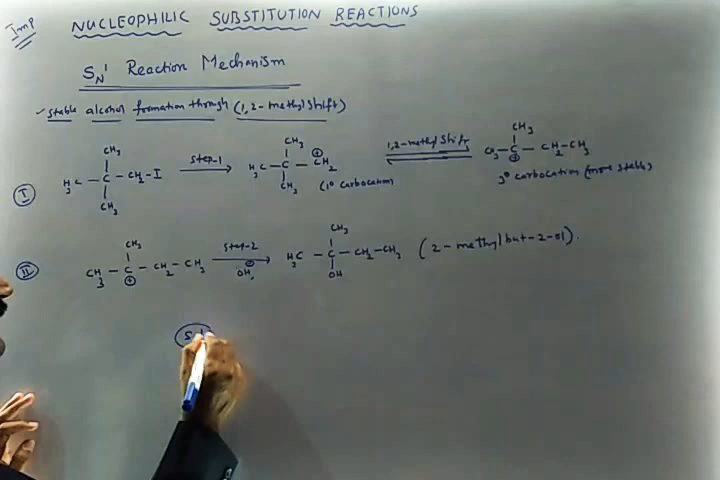 Imp
NUCLEOPHILIC SUBSTITUTION REACTIONS
SN1 Reaction Mechanism
stable alcohol formation through (1,2-methyl shift)
CH3 CH3 CH3
I H3C - C - CH2-I step-1 H3C - C - CH2 ⊕ 1,2-methyl shift CH3 - C - CH2-CH3
CH3 CH3 ⊕
(1° carbocation) 3° carbocation (more stable)
CH3 CH3
II CH3 - C - CH2 - CH3 step-2 H3C - C - CH2-CH3 (2-methyl but-2-ol).
⊕ OH⊖ OH